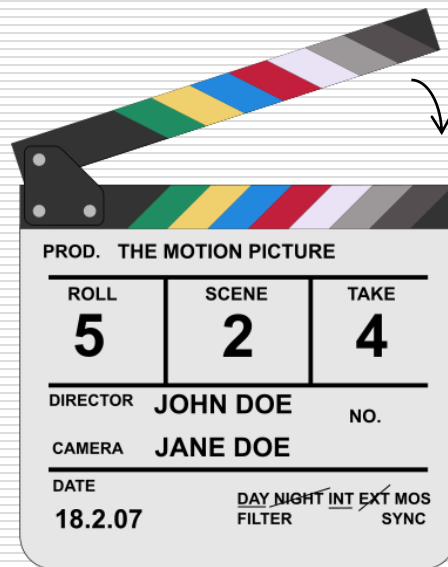 PROD. THE MOTION PICTURE
ROLL SCENE TAKE
5 2 4
DIRECTOR JOHN DOE NO.
CAMERA JANE DOE
DATE
18.2.07
DAY NIGHT INT EXT MOS
FILTER SYNC